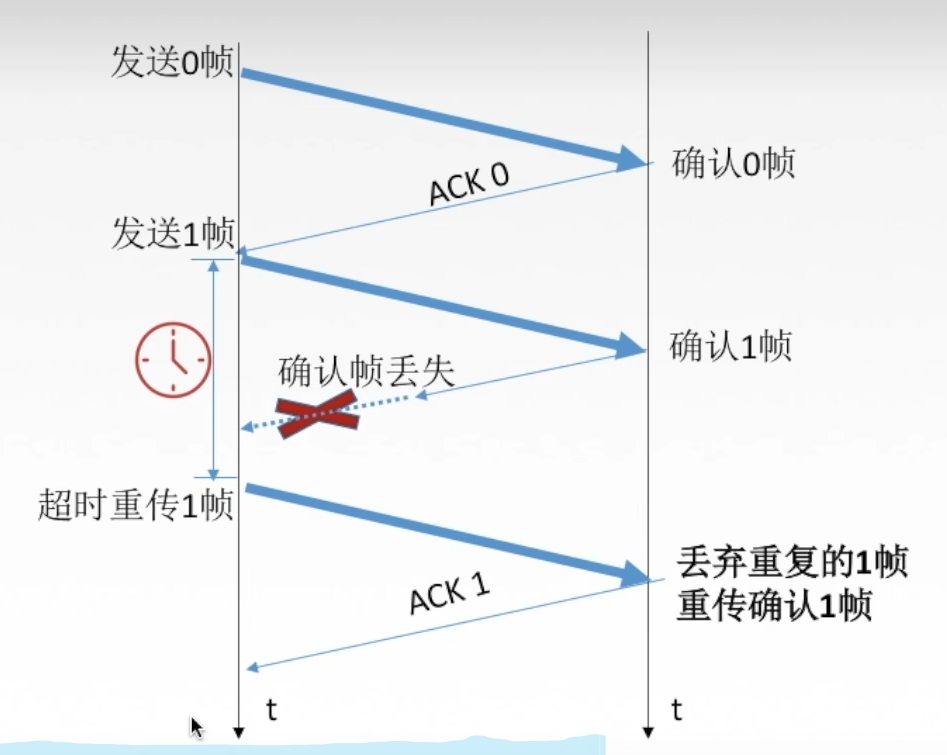 发送0帧
确认0帧
ACK 0
发送1帧
确认1帧
确认帧丢失
超时重传1帧
丢弃重复的1帧
重传确认1帧
ACK 1
t
t